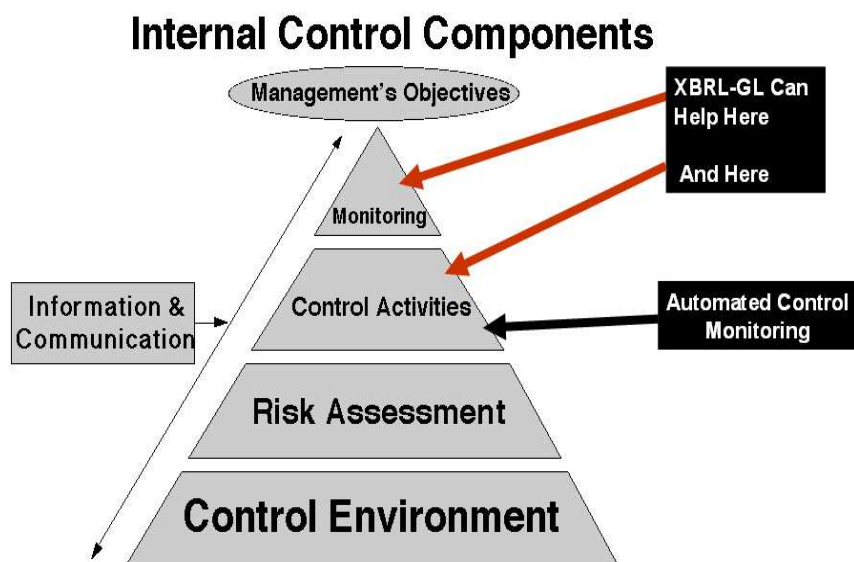 Internal Control Components
Management's Objectives
XBRL-GL Can
Help Here
And Here
Monitoring
Information &
Communication
Control Activities
Automated Control
Monitoring
Risk Assessment
Control Environment